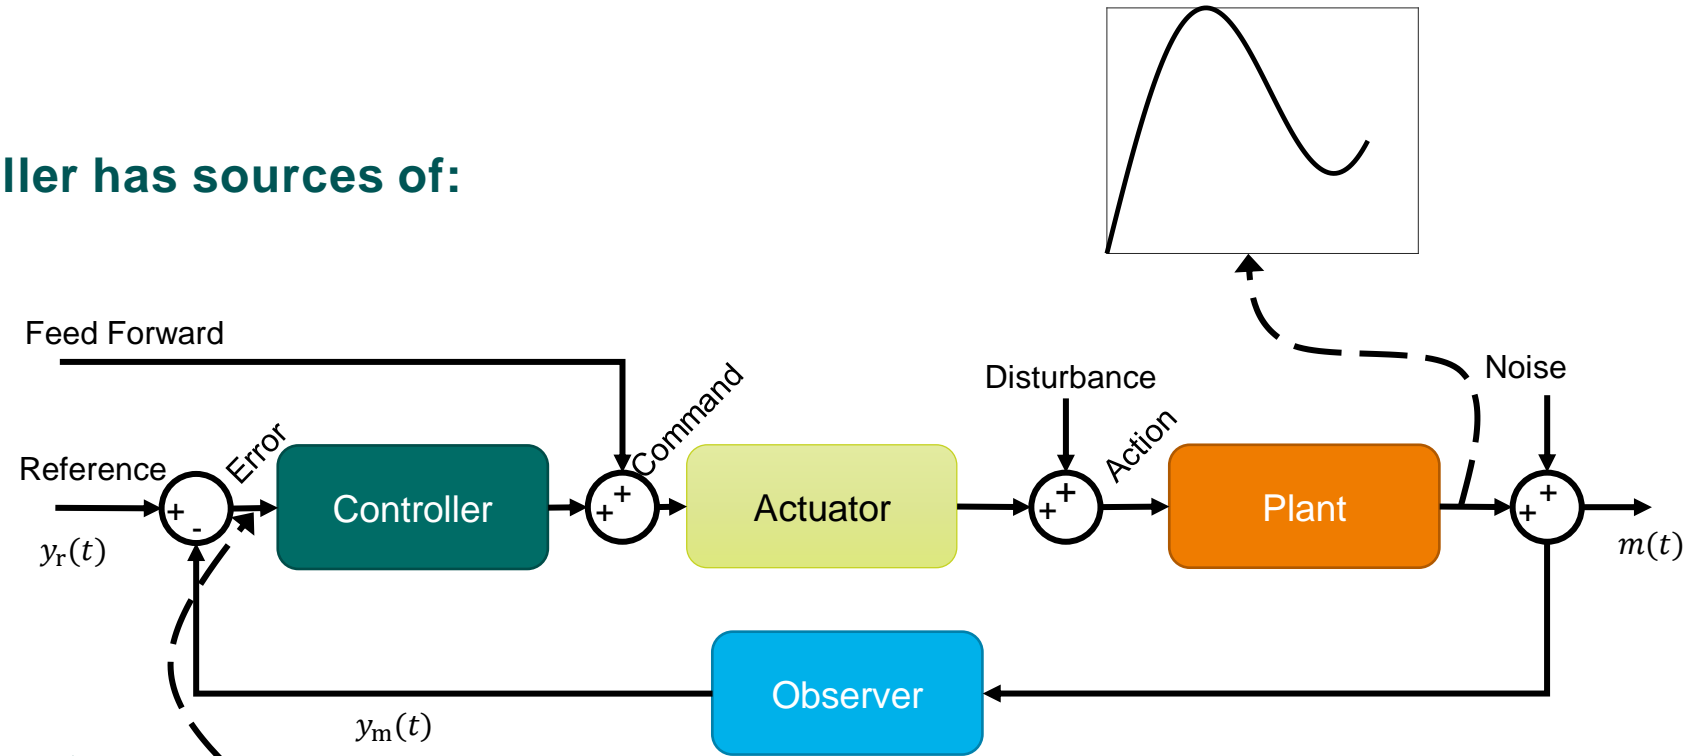 ller has sources of:
Feed Forward
Command
Disturbance
Noise
Reference
Error
Action
+
-
Controller
+
+
Actuator
+
+
Plant
+
+
y_r(t)
m(t)
Observer
y_m(t)